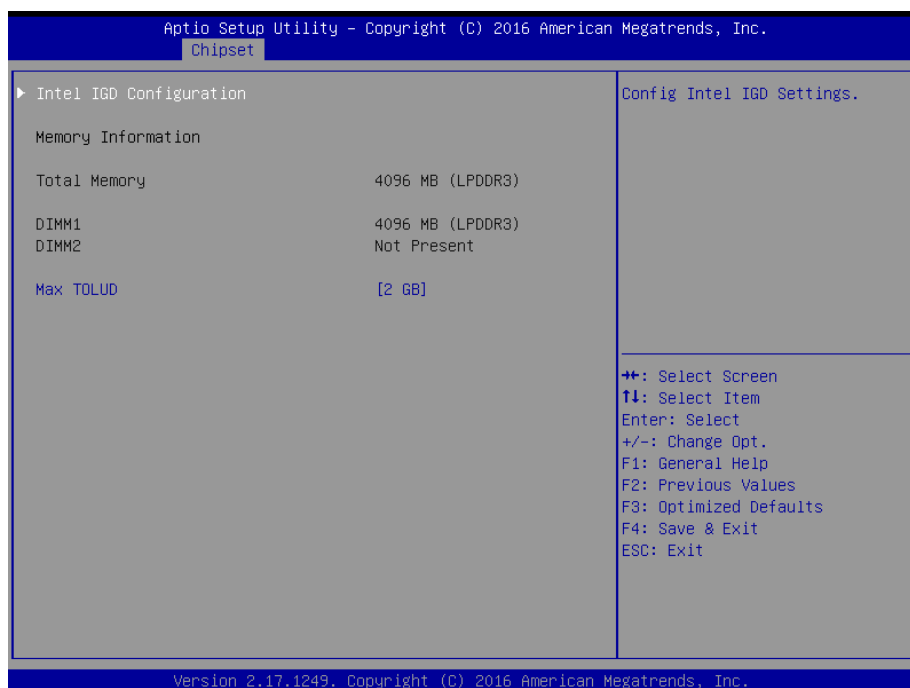 Aptio Setup Utility – Copyright (C) 2016 American Megatrends, Inc.
Chipset
Intel IGD Configuration
Memory Information
Total Memory 4096 MB (LPDDR3)
DIMM1 4096 MB (LPDDR3)
DIMM2 Not Present
Max TOLUD [2 GB]
Config Intel IGD Settings.
→←: Select Screen
↑↓: Select Item
Enter: Select
+/-: Change Opt.
F1: General Help
F2: Previous Values
F3: Optimized Defaults
F4: Save & Exit
ESC: Exit
Version 2.17.1249. Copyright (C) 2016 American Megatrends, Inc.